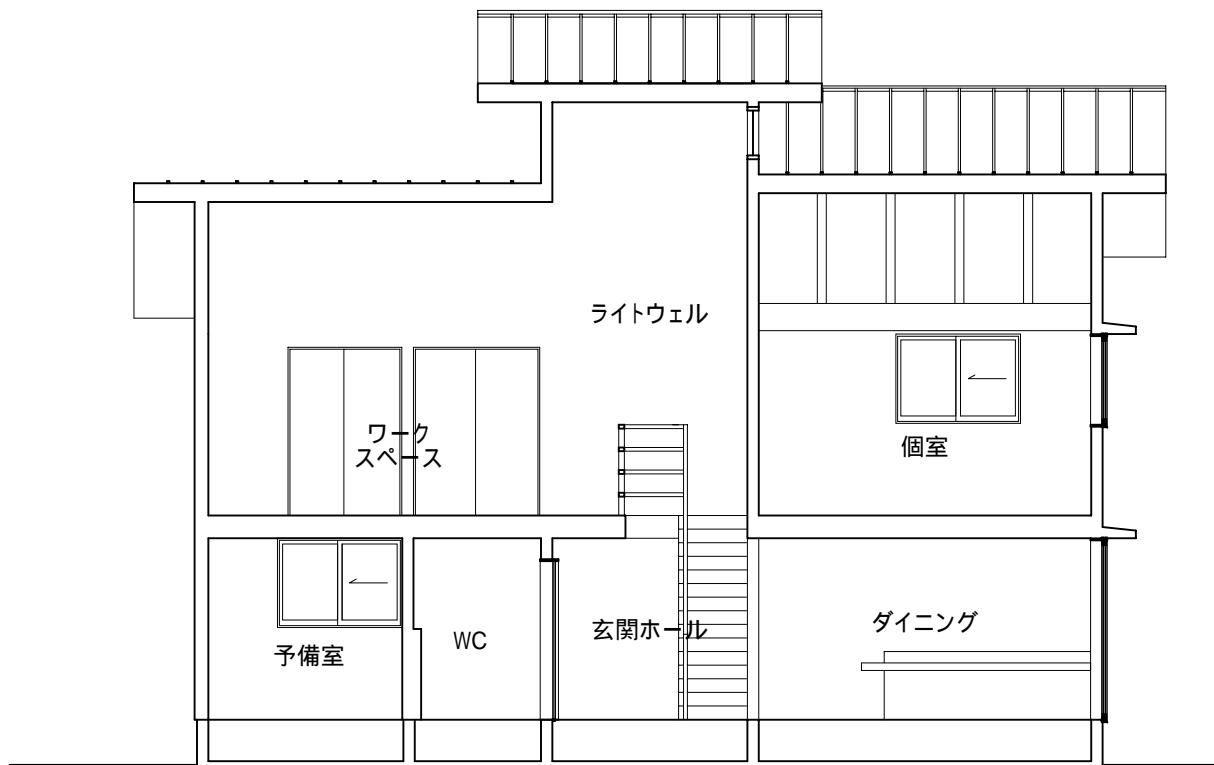 ライトウェル
ワーク
スペース
個室
予備室
WC
玄関ホール
ダイニング